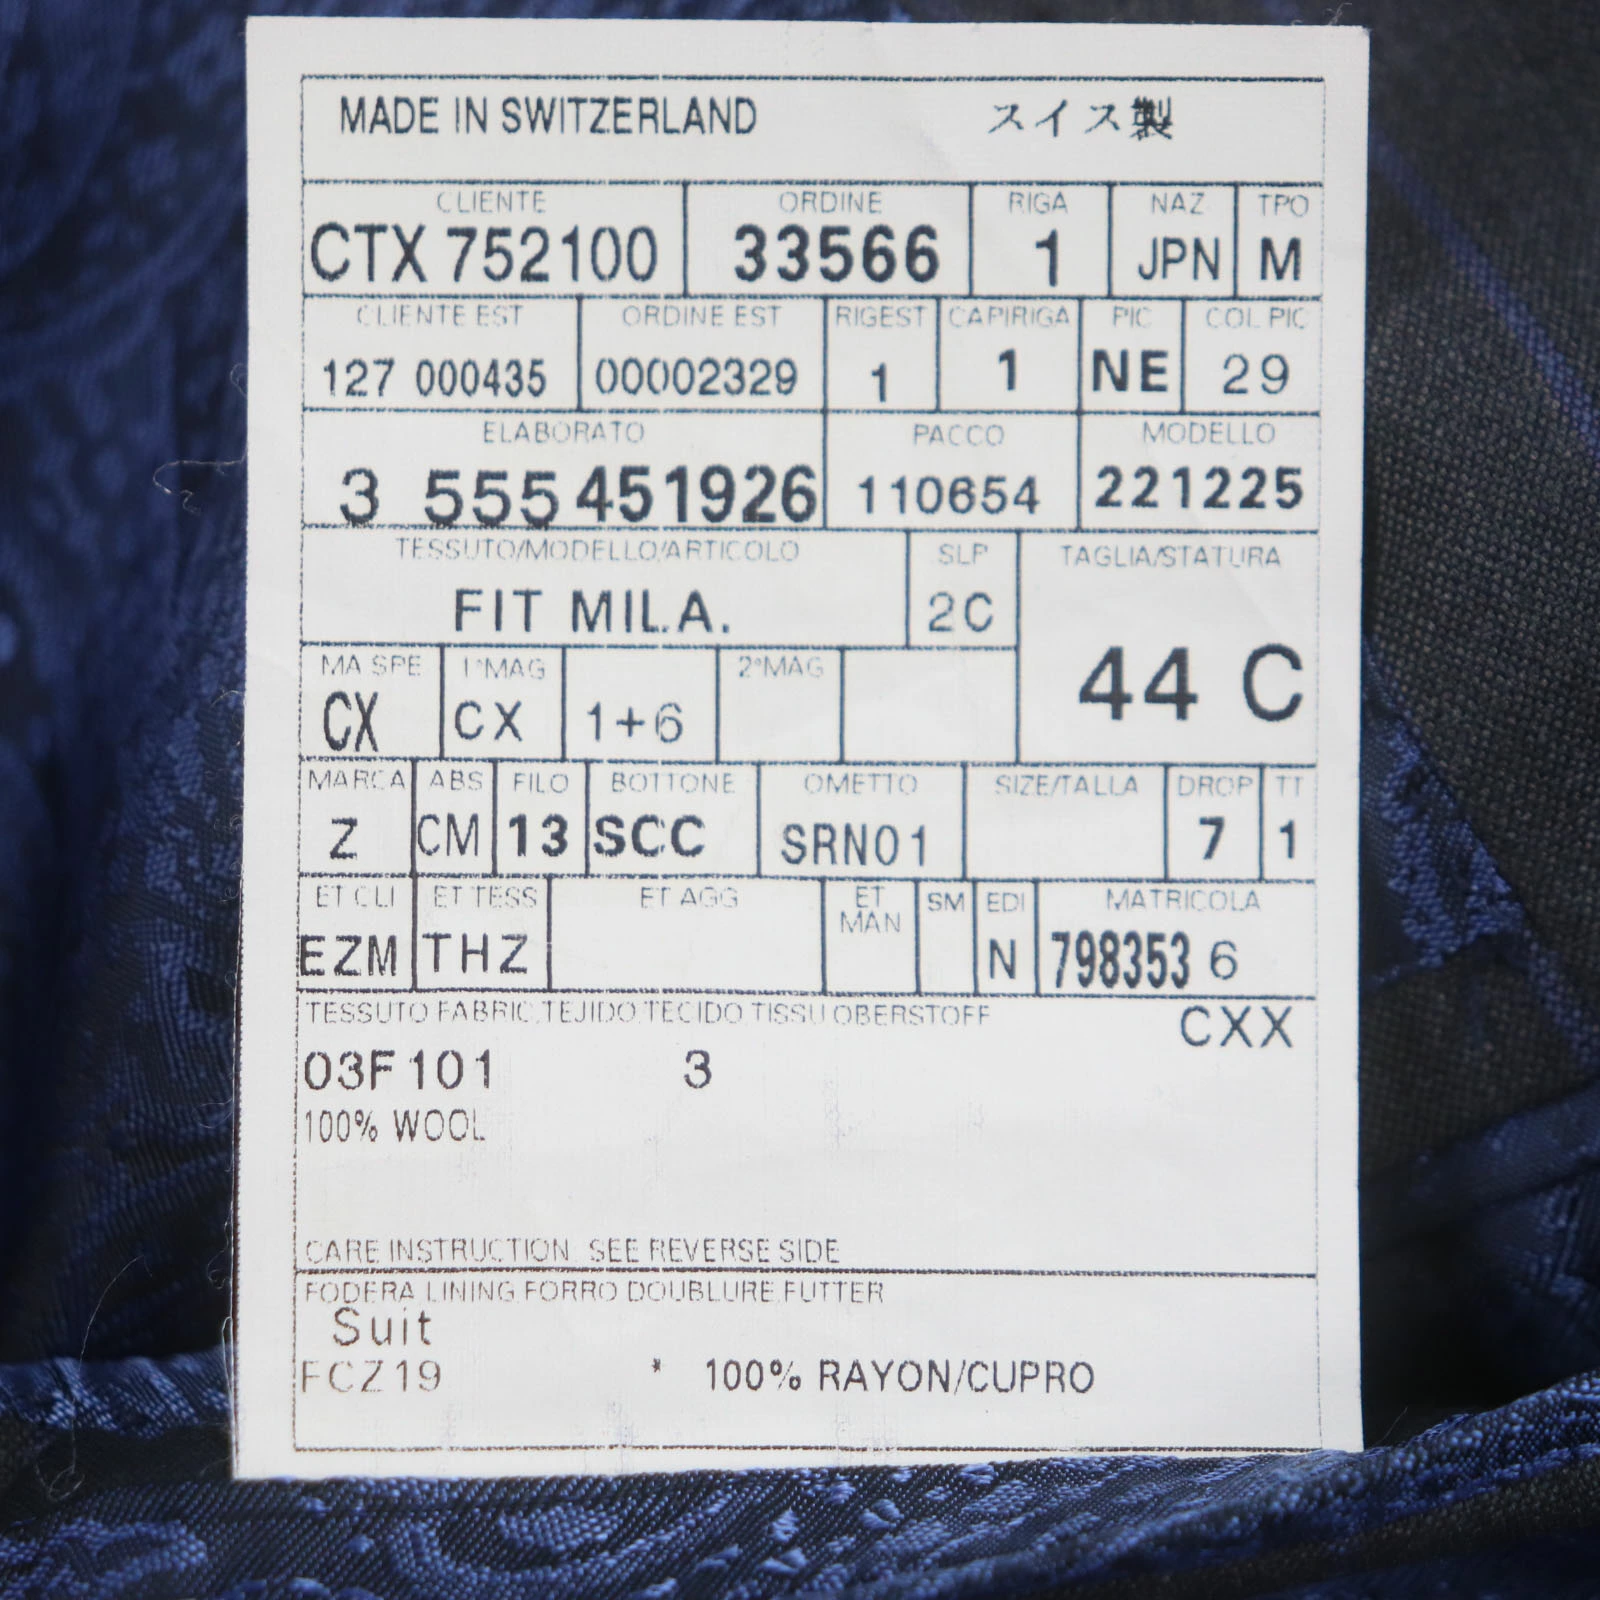 MADE IN SWITZERLAND スイス製
CLIENTE ORDINE RIGA NAZ TPO
CTX 752100 33566 1 JPN M
CLIENTE EST ORDINE EST RIGEST CAPIRIGA PIC COL PIC
127 000435 00002329 1 1 NE 29
ELABORATO PACCO MODELLO
3 555 451926 110654 221225
TESSUTO/MODELLO/ARTICOLO SLP TAGLIA/STATURA
FIT MIL.A. 2C 44 C
MA SPE 1°MAG 2°MAG
CX CX 1+6
MARCA ABS FILO BOTTONE OMETTO SIZE/TALLA DROP TT
Z CM 13 SCC SRN01 7 1
ET CLI ET TESS ET AGG ET MAN SM EDI MATRICOLA
EZM THZ N 798353 6
TESSUTO FABRIC TEJIDO TECIDO TISSU OBERSTOFF CXX
03F101 3
100% WOOL
CARE INSTRUCTION: SEE REVERSE SIDE
FODERA LINING FORRO DOUBLURE FUTTER
Suit
FCZ19 * 100% RAYON/CUPRO